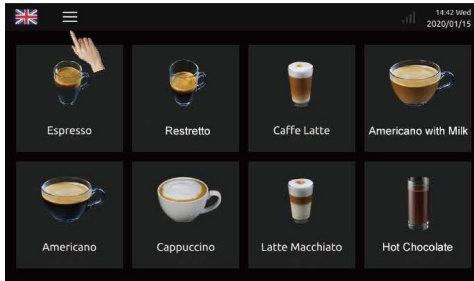 14:42 Wed
2020/01/15
Espresso
Restretto
Caffe Latte
Americano with Milk
Americano
Cappuccino
Latte Macchiato
Hot Chocolate